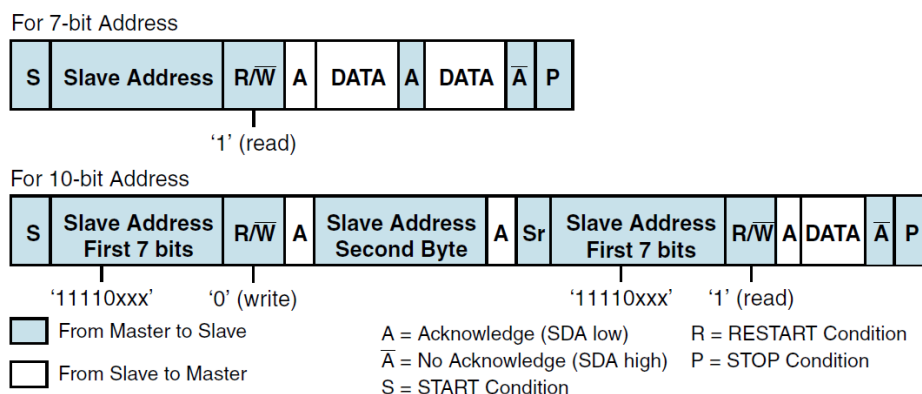 For 7-bit Address
S Slave Address R/W̅ A DATA A DATA A̅ P
‘1’ (read)
For 10-bit Address
S Slave Address First 7 bits R/W̅ A Slave Address Second Byte A Sr Slave Address First 7 bits R/W̅ A DATA A̅ P
‘11110xxx’ ‘0’ (write) ‘11110xxx’ ‘1’ (read)
From Master to Slave
From Slave to Master
A = Acknowledge (SDA low)
A̅ = No Acknowledge (SDA high)
S = START Condition
R = RESTART Condition
P = STOP Condition